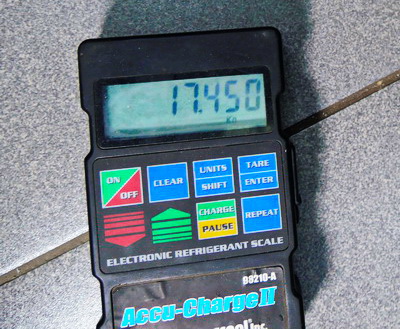 17.450
KG
ON
OFF
CLEAR
UNITS
SHIFT
TARE
ENTER
CHARGE
PAUSE
REPEAT
ELECTRONIC REFRIGERANT SCALE
98210-A
Accu-Charge II
Inc.